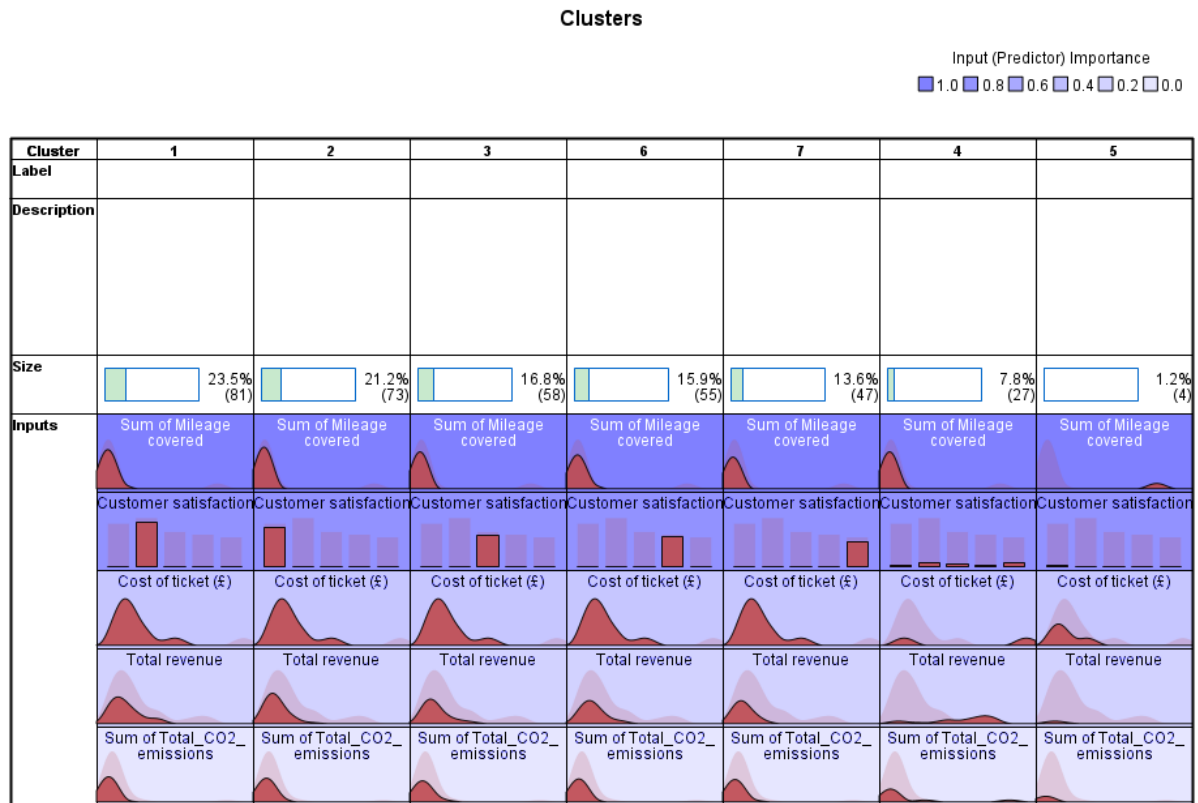 Clusters
Input (Predictor) Importance
1.0 0.8 0.6 0.4 0.2 0.0
Cluster 1 2 3 6 7 4 5
Label
Description
Size
23.5% 21.2% 16.8% 15.9% 13.6% 7.8% 1.2%
(81) (73) (58) (55) (47) (27) (4)
Inputs
Sum of Mileage Sum of Mileage Sum of Mileage Sum of Mileage Sum of Mileage Sum of Mileage Sum of Mileage
covered covered covered covered covered covered covered
Customer satisfaction Customer satisfaction Customer satisfaction Customer satisfaction Customer satisfaction Customer satisfaction Customer satisfaction
Cost of ticket (£) Cost of ticket (£) Cost of ticket (£) Cost of ticket (£) Cost of ticket (£) Cost of ticket (£) Cost of ticket (£)
Total revenue Total revenue Total revenue Total revenue Total revenue Total revenue Total revenue
Sum of Total_CO2_ Sum of Total_CO2_ Sum of Total_CO2_ Sum of Total_CO2_ Sum of Total_CO2_ Sum of Total_CO2_ Sum of Total_CO2_
emissions emissions emissions emissions emissions emissions emissions